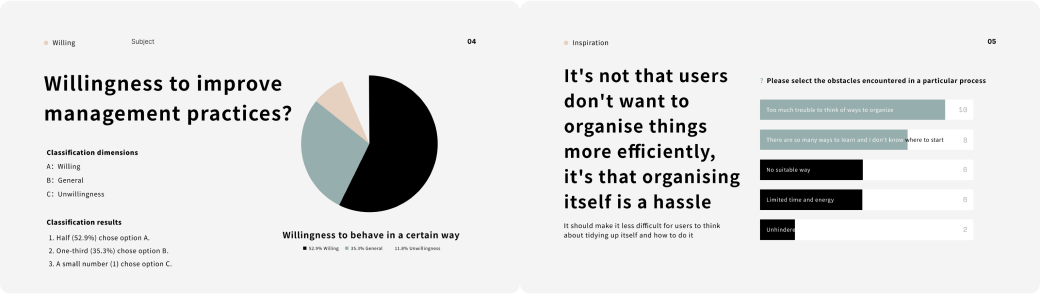 Willing
Subject
04
Willingness to improve
management practices?
Classification dimensions
A: Willing
B: General
C: Unwillingness
Classification results
1. Half (52.9%) chose option A.
2. One-third (35.3%) chose option B.
3. A small number (1) chose option C.
Willingness to behave in a certain way
52.9% Willing
35.3% General
11.8% Unwillingness
Inspiration
05
It's not that users
don't want to
organise things
more efficiently,
it's that organising
itself is a hassle
It should make it less difficult for users to think
about tidying up itself and how to do it
? Please select the obstacles encountered in a particular process
Too much trouble to think of ways to organize
10
There are so many ways to learn and I don't know where to start
8
No suitable way
6
Limited time and energy
6
Unhindere
2